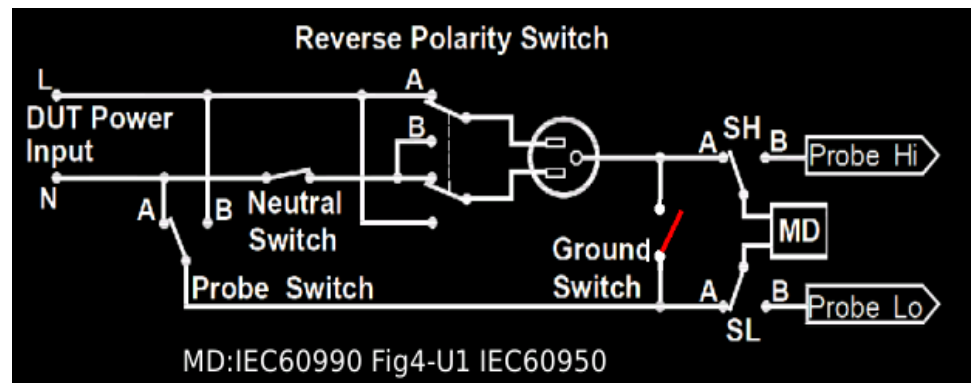 Reverse Polarity Switch
L
A
SH
DUT Power
B
A
B
Probe Hi
Input
N
A
B
Neutral
Switch
MD
Ground
Switch
Probe Switch
A
B
Probe Lo
SL
MD:IEC60990 Fig4-U1 IEC60950